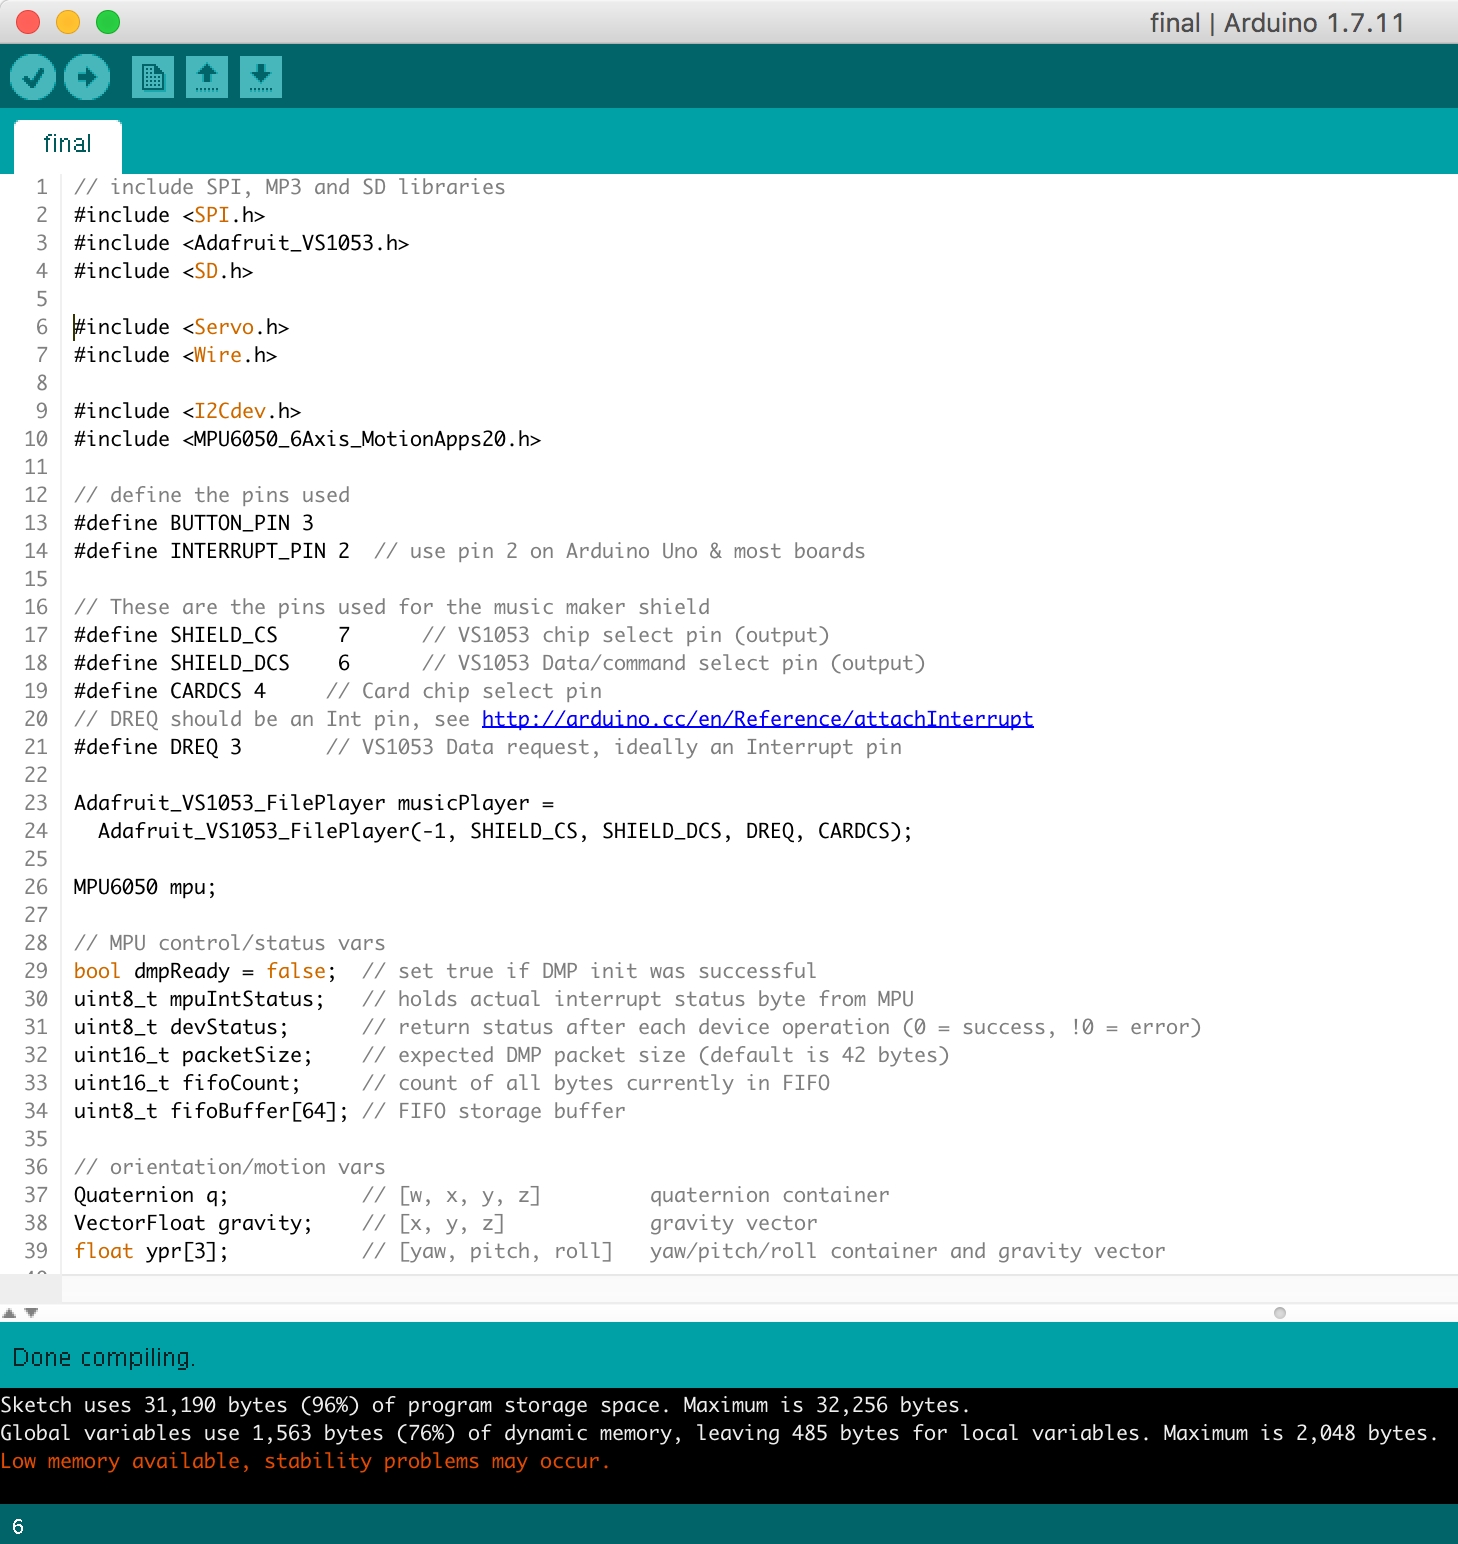 final | Arduino 1.7.11
final
1 // include SPI, MP3 and SD libraries
2 #include <SPI.h>
3 #include <Adafruit_VS1053.h>
4 #include <SD.h>
5
6 #include <Servo.h>
7 #include <Wire.h>
8
9 #include <I2Cdev.h>
10 #include <MPU6050_6Axis_MotionApps20.h>
11
12 // define the pins used
13 #define BUTTON_PIN 3
14 #define INTERRUPT_PIN 2  // use pin 2 on Arduino Uno & most boards
15
16 // These are the pins used for the music maker shield
17 #define SHIELD_CS     7      // VS1053 chip select pin (output)
18 #define SHIELD_DCS    6      // VS1053 Data/command select pin (output)
19 #define CARDCS 4     // Card chip select pin
20 // DREQ should be an Int pin, see http://arduino.cc/en/Reference/attachInterrupt
21 #define DREQ 3       // VS1053 Data request, ideally an Interrupt pin
22
23 Adafruit_VS1053_FilePlayer musicPlayer =
24   Adafruit_VS1053_FilePlayer(-1, SHIELD_CS, SHIELD_DCS, DREQ, CARDCS);
25
26 MPU6050 mpu;
27
28 // MPU control/status vars
29 bool dmpReady = false;  // set true if DMP init was successful
30 uint8_t mpuIntStatus;   // holds actual interrupt status byte from MPU
31 uint8_t devStatus;      // return status after each device operation (0 = success, !0 = error)
32 uint16_t packetSize;    // expected DMP packet size (default is 42 bytes)
33 uint16_t fifoCount;     // count of all bytes currently in FIFO
34 uint8_t fifoBuffer[64]; // FIFO storage buffer
35
36 // orientation/motion vars
37 Quaternion q;           // [w, x, y, z]         quaternion container
38 VectorFloat gravity;    // [x, y, z]            gravity vector
39 float ypr[3];           // [yaw, pitch, roll]   yaw/pitch/roll container and gravity vector
Done compiling.
Sketch uses 31,190 bytes (96%) of program storage space. Maximum is 32,256 bytes.
Global variables use 1,563 bytes (76%) of dynamic memory, leaving 485 bytes for local variables. Maximum is 2,048 bytes.
Low memory available, stability problems may occur.
6